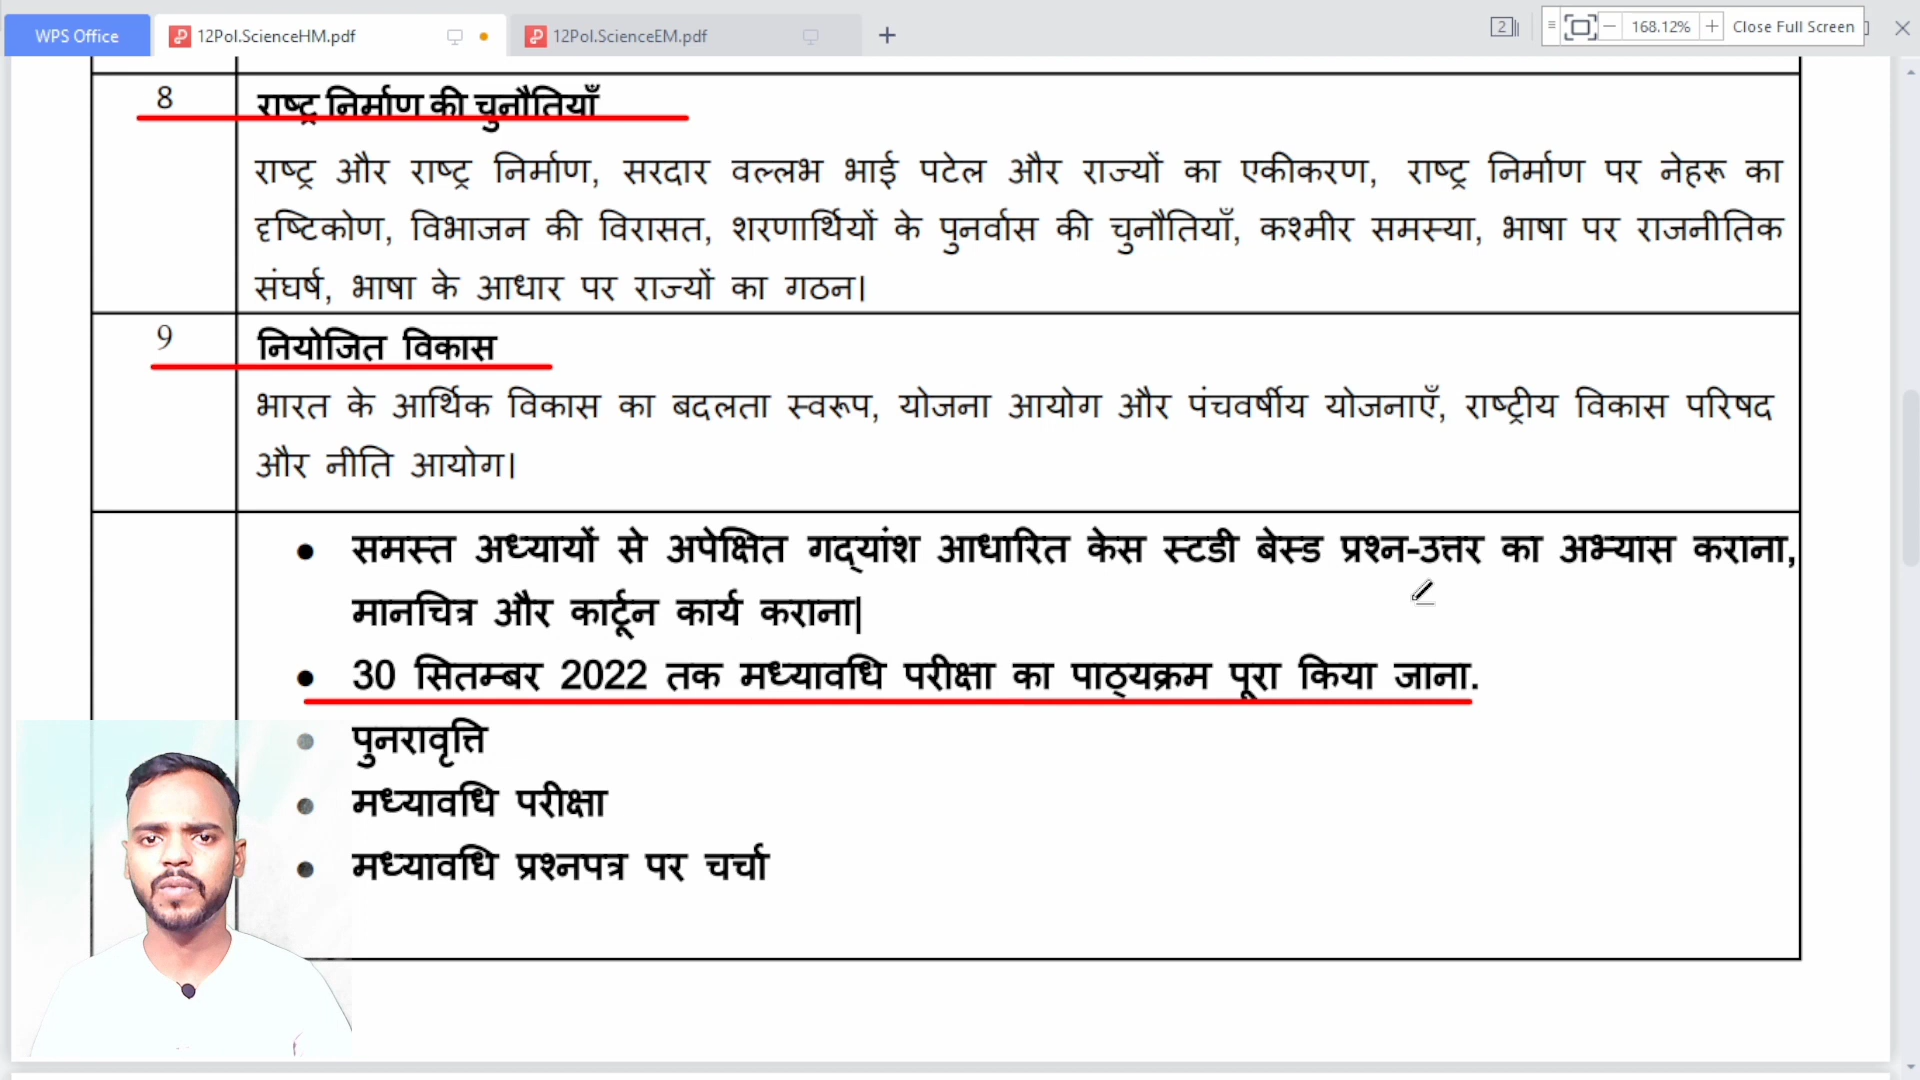 WPS Office
12Pol.ScienceHM.pdf
12Pol.ScienceEM.pdf
2
168.12%
Close Full Screen
8
राष्ट्र निर्माण की चुनौतियाँ
राष्ट्र और राष्ट्र निर्माण, सरदार वल्लभ भाई पटेल और राज्यों का एकीकरण, राष्ट्र निर्माण पर नेहरू का
दृष्टिकोण, विभाजन की विरासत, शरणार्थियों के पुनर्वास की चुनौतियाँ, कश्मीर समस्या, भाषा पर राजनीतिक
संघर्ष, भाषा के आधार पर राज्यों का गठन।
9
नियोजित विकास
भारत के आर्थिक विकास का बदलता स्वरूप, योजना आयोग और पंचवर्षीय योजनाएँ, राष्ट्रीय विकास परिषद
और नीति आयोग।
● समस्त अध्यायों से अपेक्षित गद्यांश आधारित केस स्टडी बेस्ड प्रश्न-उत्तर का अभ्यास कराना,
मानचित्र और कार्टून कार्य कराना|
● 30 सितम्बर 2022 तक मध्यावधि परीक्षा का पाठ्यक्रम पूरा किया जाना.
● पुनरावृत्ति
● मध्यावधि परीक्षा
● मध्यावधि प्रश्नपत्र पर चर्चा